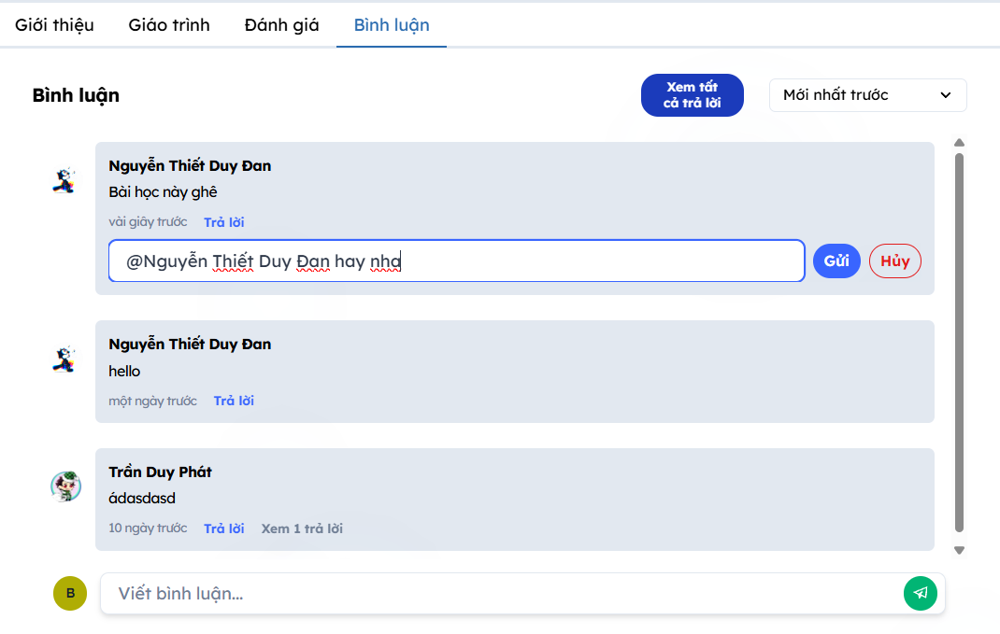 Giới thiệu Giáo trình Đánh giá Bình luận
Bình luận
Xem tất
cả trả lời
Mới nhất trước
Nguyễn Thiết Duy Đan
Bài học này ghê
vài giây trước Trả lời
@Nguyễn Thiết Duy Đan hay nha
Gửi
Hủy
Nguyễn Thiết Duy Đan
hello
một ngày trước Trả lời
Trần Duy Phát
ádasdasd
10 ngày trước Trả lời Xem 1 trả lời
B
Viết bình luận...